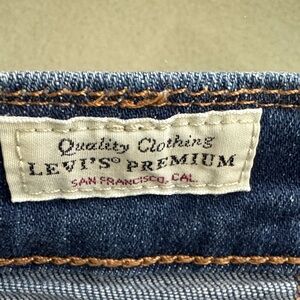 Quality Clothing
LEVI'S® PREMIUM
SAN FRANCISCO, CAL.